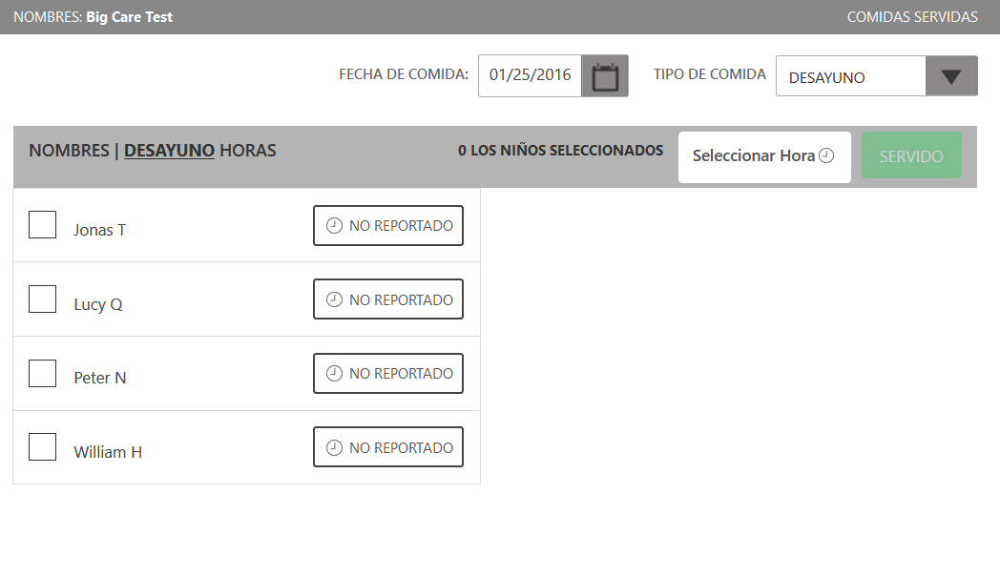 NOMBRES: Big Care Test COMIDAS SERVIDAS
FECHA DE COMIDA: 01/25/2016 TIPO DE COMIDA DESAYUNO
NOMBRES | DESAYUNO HORAS 0 LOS NIÑOS SELECCIONADOS Seleccionar Hora SERVIDO
Jonas T NO REPORTADO
Lucy Q NO REPORTADO
Peter N NO REPORTADO
William H NO REPORTADO